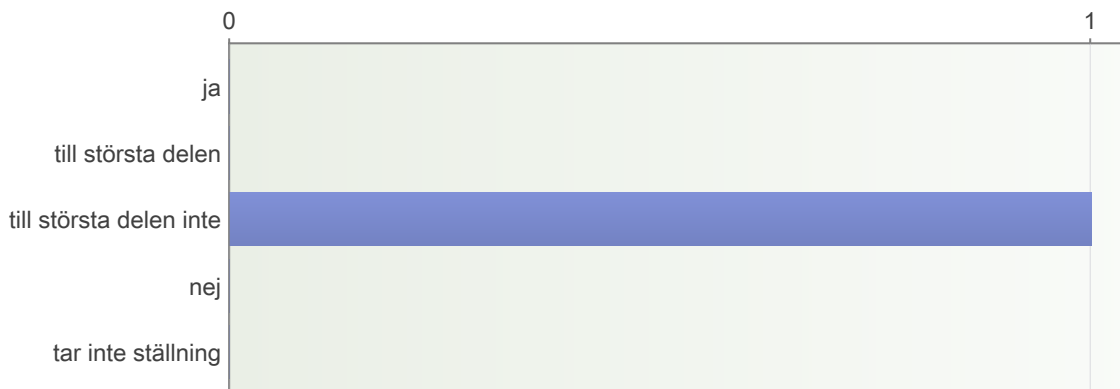 0 1
ja
till största delen
till största delen inte
nej
tar inte ställning